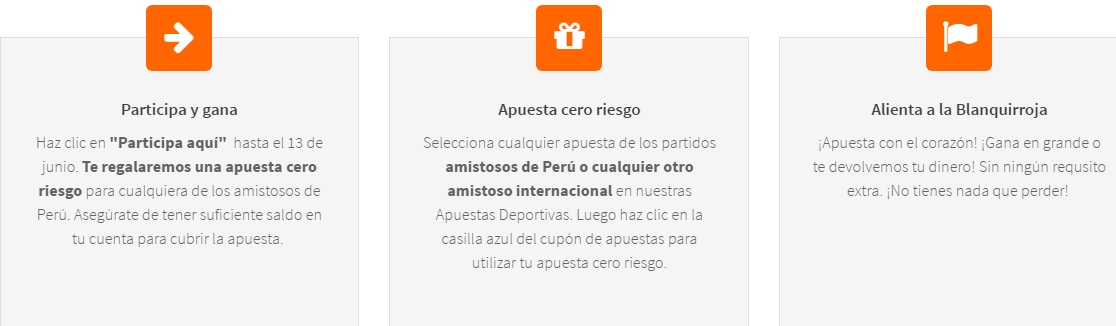 Participa y gana
Haz clic en "Participa aquí" hasta el 13 de
junio. Te regalaremos una apuesta cero
riesgo para cualquiera de los amistosos de
Perú. Asegúrate de tener suficiente saldo en
tu cuenta para cubrir la apuesta.
Apuesta cero riesgo
Selecciona cualquier apuesta de los partidos
amistosos de Perú o cualquier otro
amistoso internacional en nuestras
Apuestas Deportivas. Luego haz clic en la
casilla azul del cupón de apuestas para
utilizar tu apuesta cero riesgo.
Alienta a la Blanquirroja
¡Apuesta con el corazón! ¡Gana en grande o
te devolvemos tu dinero! Sin ningún requsito
extra. ¡No tienes nada que perder!